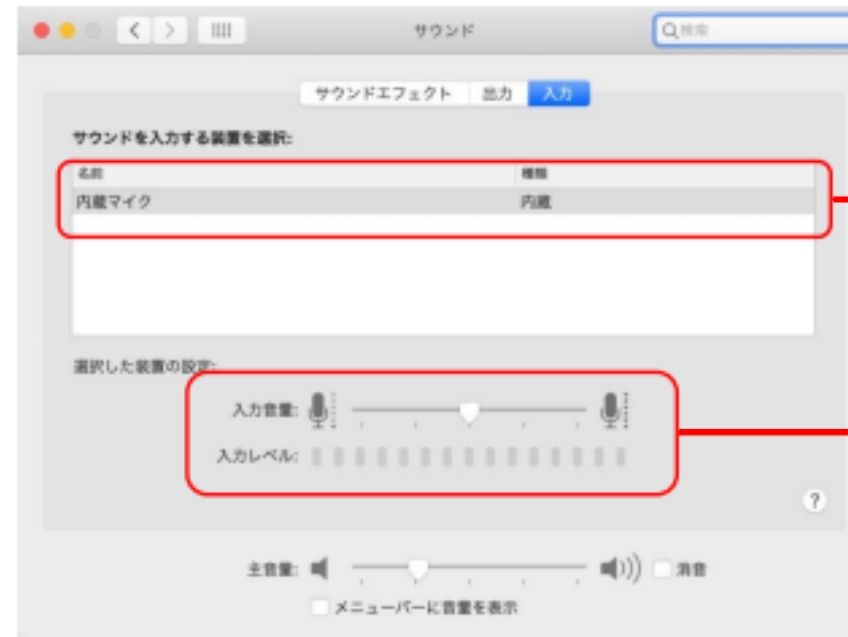 サウンド
検索
サウンドエフェクト 出力 入力
サウンドを入力する装置を選択:
名前 種類
内蔵マイク 内蔵
選択した装置の設定:
入力音量:
入力レベル:
?
主音量: 消音
メニューバーに音量を表示